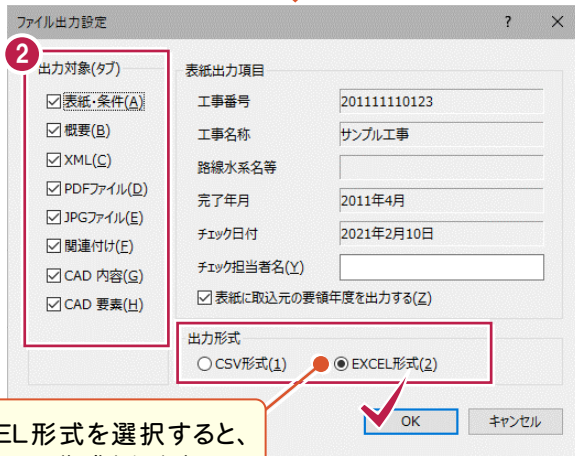 ファイル出力設定
?
2
出力対象(タブ)
表紙・条件(A)
概要(B)
XML(C)
PDFファイル(D)
JPGファイル(E)
関連付け(F)
CAD 内容(G)
CAD 要素(H)
表紙出力項目
工事番号 201111110123
工事名称 サンプル工事
路線水系名等
完了年月 2011年4月
チェック日付 2021年2月10日
チェック担当者名(Y)
表紙に取込元の要領年度を出力する(Z)
出力形式
CSV形式(1) EXCEL形式(2)
OK キャンセル
EL形式を選択すると、